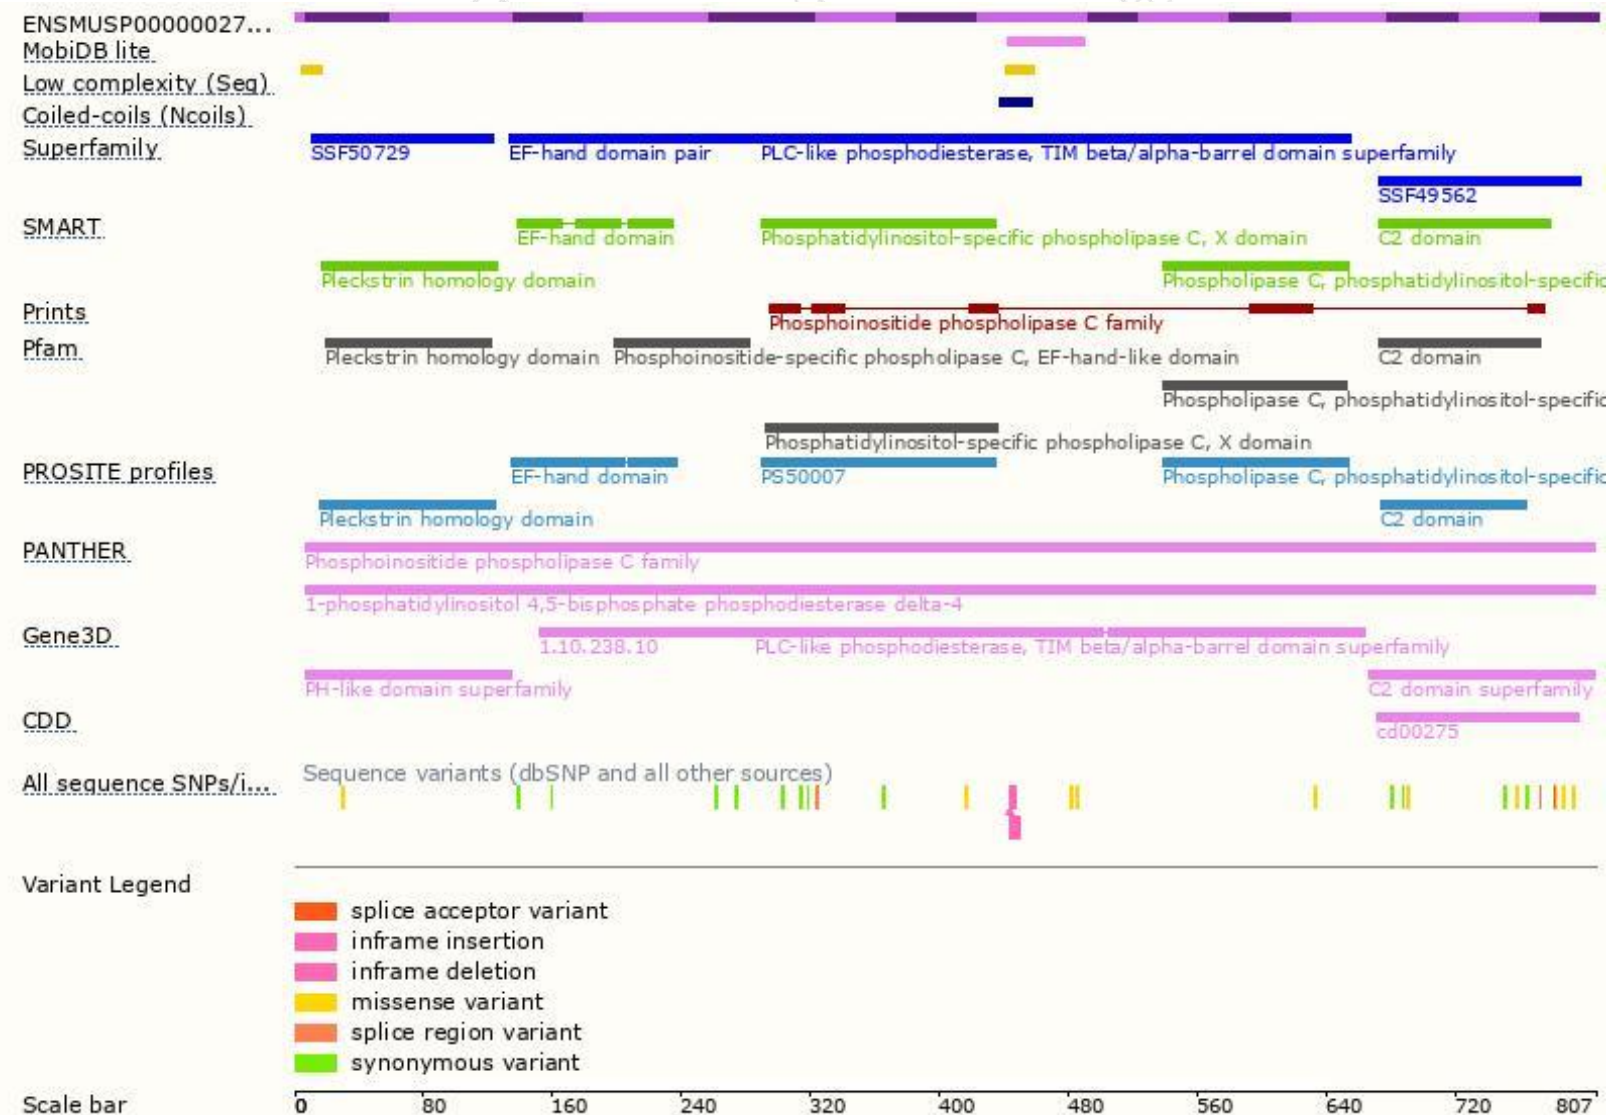 ENSMUSP00000027...
MobiDB lite
Low complexity (Seg)
Coiled-coils (Ncoils)
Superfamily
SSF50729 EF-hand domain pair PLC-like phosphodiesterase, TIM beta/alpha-barrel domain superfamily
SSF49562
SMART
EF-hand domain Phosphatidylinositol-specific phospholipase C, X domain C2 domain
Pleckstrin homology domain Phospholipase C, phosphatidylinositol-specific
Prints
Phosphoinositide phospholipase C family
Pfam
Pleckstrin homology domain Phosphoinositide-specific phospholipase C, EF-hand-like domain C2 domain
Phospholipase C, phosphatidylinositol-specific
Phosphatidylinositol-specific phospholipase C, X domain
PROSITE profiles
EF-hand domain PS50007 Phospholipase C, phosphatidylinositol-specific
Pleckstrin homology domain C2 domain
PANTHER
Phosphoinositide phospholipase C family
1-phosphatidylinositol 4,5-bisphosphate phosphodiesterase delta-4
Gene3D
1.10.238.10 PLC-like phosphodiesterase, TIM beta/alpha-barrel domain superfamily
PH-like domain superfamily C2 domain superfamily
CDD
cd00275
All sequence SNPs/i... Sequence variants (dbSNP and all other sources)
Variant Legend
splice acceptor variant
inframe insertion
inframe deletion
missense variant
splice region variant
synonymous variant
Scale bar 0 80 160 240 320 400 480 560 640 720 807